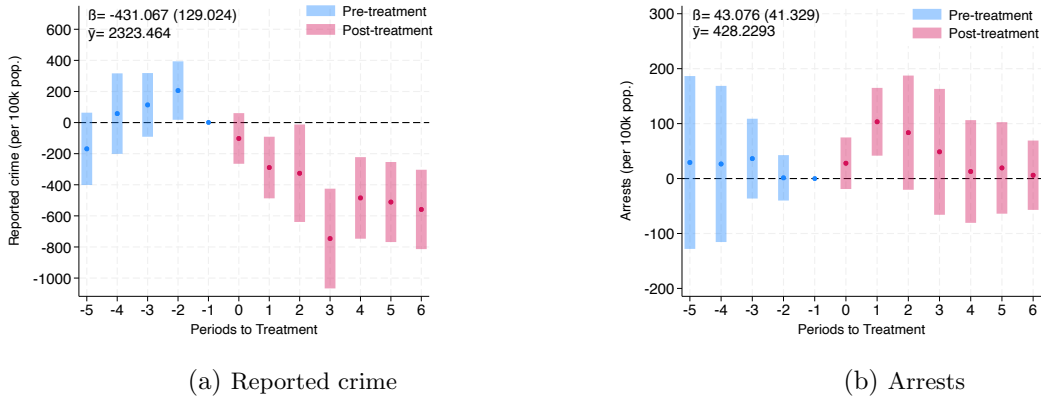 ß= -431.067 (129.024)
ȳ= 2323.464
Pre-treatment
Post-treatment
Reported crime (per 100k pop.)
600
400
200
0
-200
-400
-600
-800
-1000
-5 -4 -3 -2 -1 0 1 2 3 4 5 6
Periods to Treatment
(a) Reported crime
ß= 43.076 (41.329)
ȳ= 428.2293
Pre-treatment
Post-treatment
Arrests (per 100k pop.)
300
200
100
0
-100
-200
-5 -4 -3 -2 -1 0 1 2 3 4 5 6
Periods to Treatment
(b) Arrests